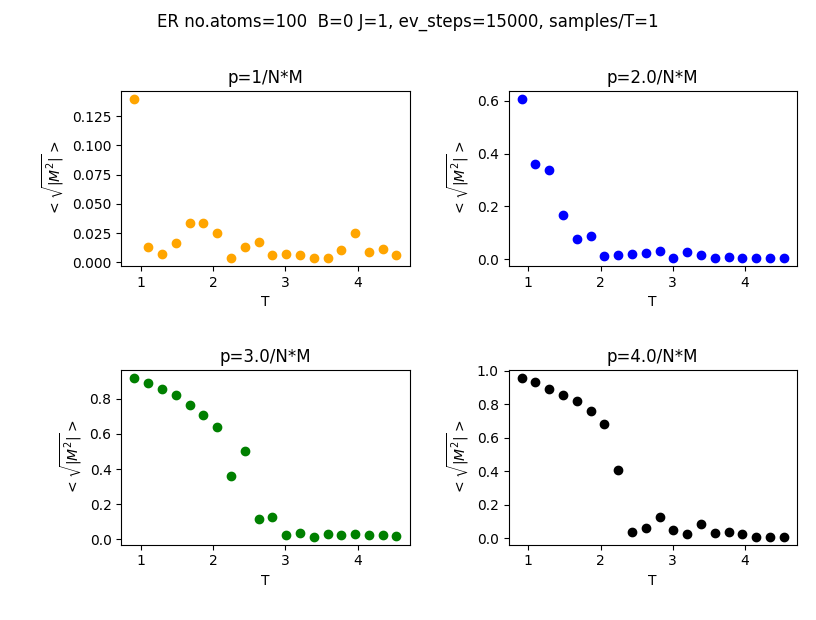 ER no.atoms=100  B=0 J=1, ev_steps=15000, samples/T=1
p=1/N*M
< √|M²| >
0.125
0.100
0.075
0.050
0.025
0.000
1 2 3 4
T
p=2.0/N*M
< √|M²| >
0.6
0.4
0.2
0.0
1 2 3 4
T
p=3.0/N*M
< √|M²| >
0.8
0.6
0.4
0.2
0.0
1 2 3 4
T
p=4.0/N*M
< √|M²| >
1.0
0.8
0.6
0.4
0.2
0.0
1 2 3 4
T